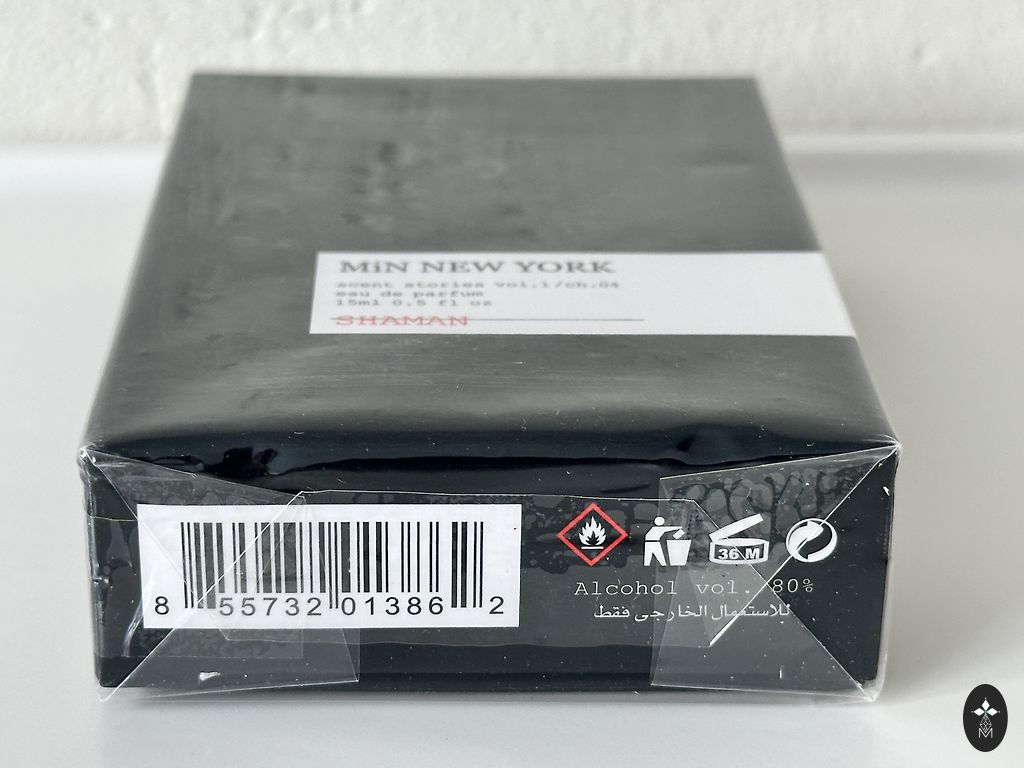 MiN NEW YORK
scent stories vol.1/ch.04
eau de parfum
15ml 0.5 fl oz
SHAMAN
8 55732 01386 2
36 M
Alcohol vol. 80%
للاستعمال الخارجي فقط